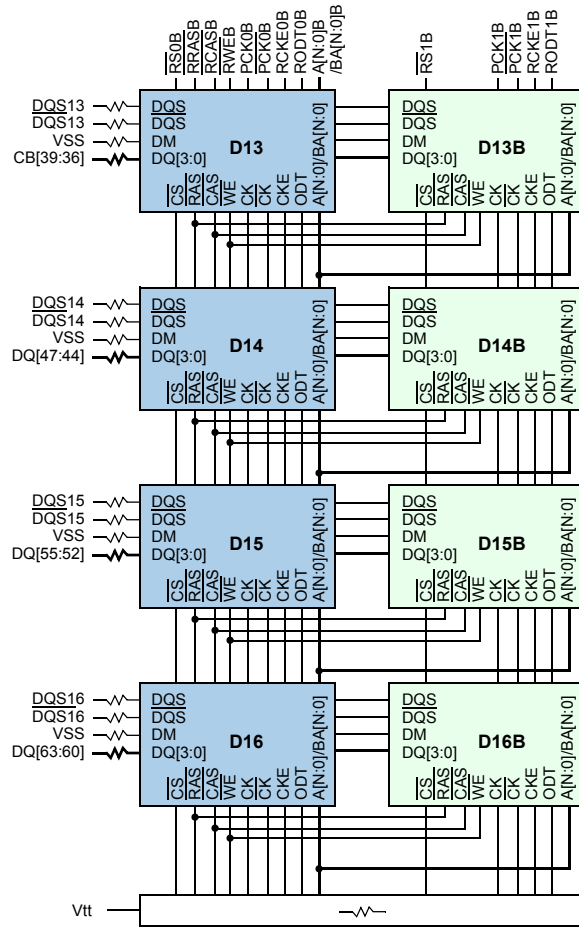 RS0B RRASB RCASB RWEB PCK0B PCK0B RCKE0B RODT0B A[N:0]B /BA[N:0]B RS1B PCK1B PCK1B RCKE1B RODT1B
DQS13 DQS DQS
DQS13 DQS DQS
VSS DM D13 DM D13B
CB[39:36] DQ[3:0] DQ[3:0]
CS RAS CAS WE CK CK CKE ODT A[N:0]/BA[N:0] CS RAS CAS WE CK CK CKE ODT A[N:0]/BA[N:0]
DQS14 DQS DQS
DQS14 DQS DQS
VSS DM D14 DM D14B
DQ[47:44] DQ[3:0] DQ[3:0]
CS RAS CAS WE CK CK CKE ODT A[N:0]/BA[N:0] CS RAS CAS WE CK CK CKE ODT A[N:0]/BA[N:0]
DQS15 DQS DQS
DQS15 DQS DQS
VSS DM D15 DM D15B
DQ[55:52] DQ[3:0] DQ[3:0]
CS RAS CAS WE CK CK CKE ODT A[N:0]/BA[N:0] CS RAS CAS WE CK CK CKE ODT A[N:0]/BA[N:0]
DQS16 DQS DQS
DQS16 DQS DQS
VSS DM D16 DM D16B
DQ[63:60] DQ[3:0] DQ[3:0]
CS RAS CAS WE CK CK CKE ODT A[N:0]/BA[N:0] CS RAS CAS WE CK CK CKE ODT A[N:0]/BA[N:0]
Vtt